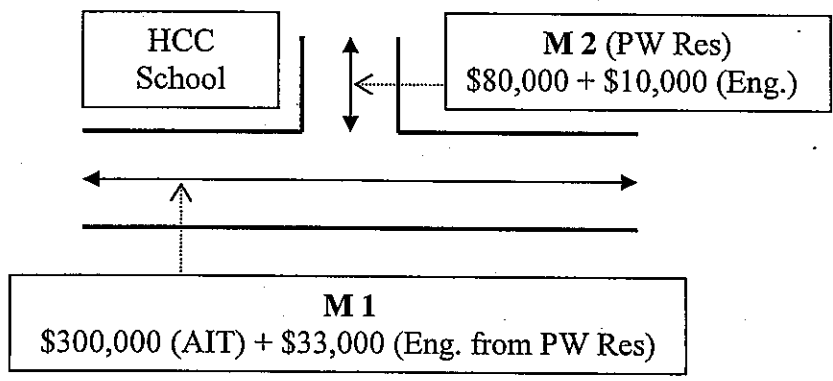 HCC
School
M 2 (PW Res)
$80,000 + $10,000 (Eng.)
M 1
$300,000 (AIT) + $33,000 (Eng. from PW Res)